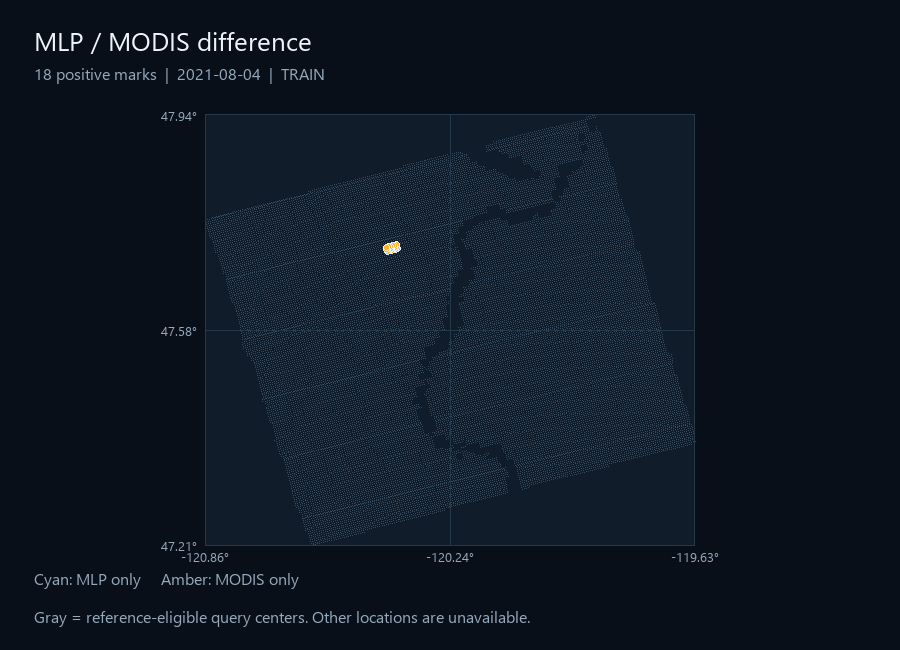 MLP / MODIS difference
18 positive marks | 2021-08-04 | TRAIN
47.94°
47.58°
47.21°
-120.86° -120.24° -119.63°
Cyan: MLP only Amber: MODIS only
Gray = reference-eligible query centers. Other locations are unavailable.